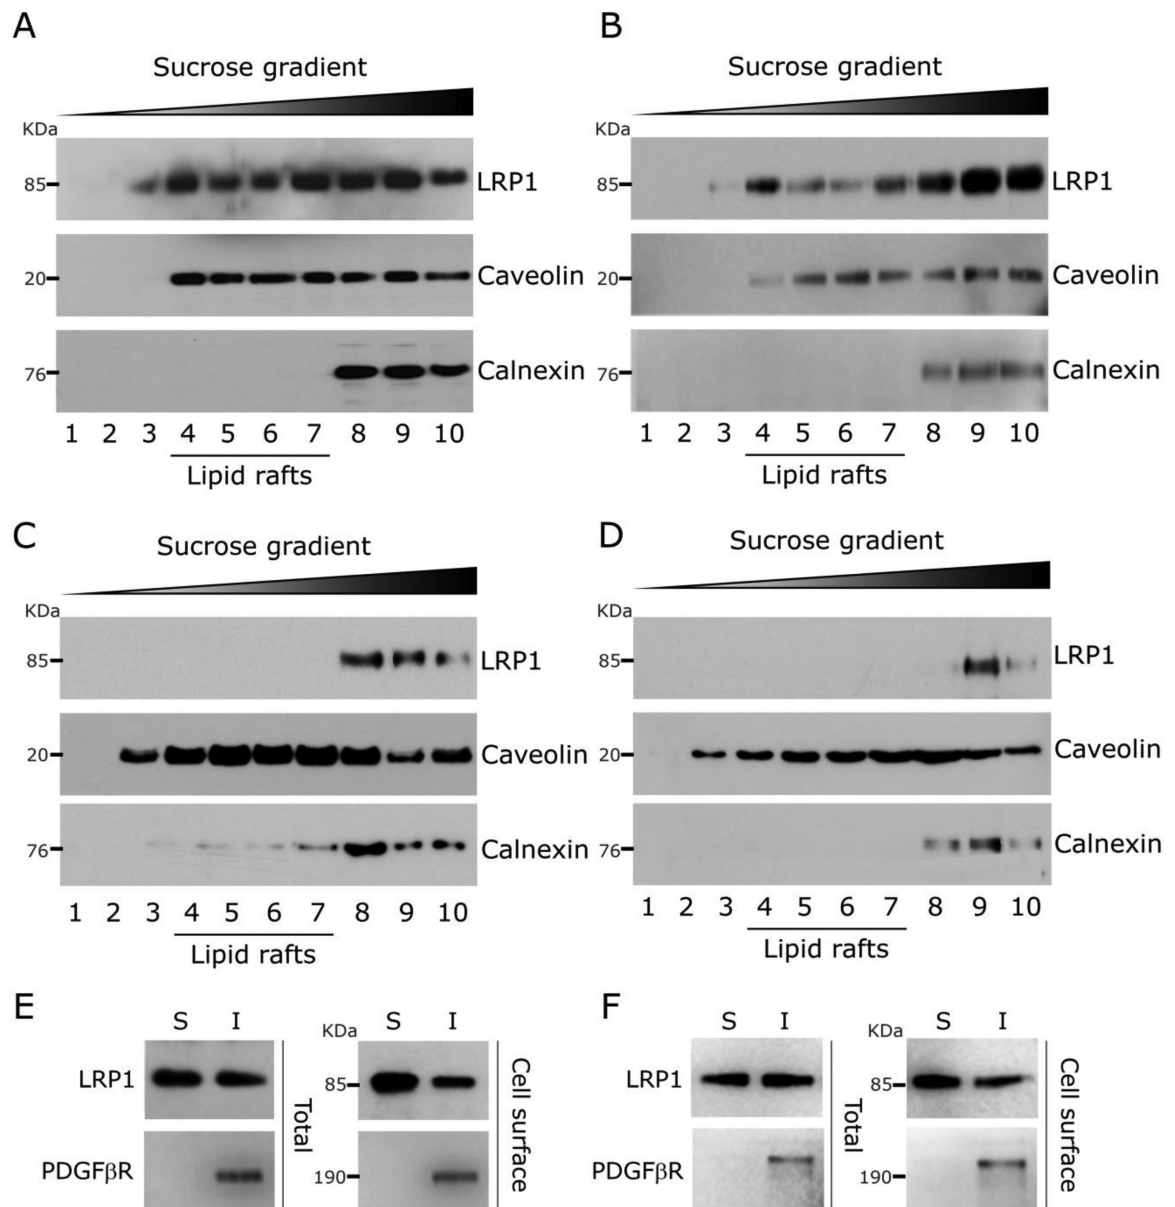 A
Sucrose gradient
KDa
85 LRP1
20 Caveolin
76 Calnexin
1 2 3 4 5 6 7 8 9 10
Lipid rafts
B
Sucrose gradient
KDa
85 LRP1
20 Caveolin
76 Calnexin
1 2 3 4 5 6 7 8 9 10
Lipid rafts
C
Sucrose gradient
KDa
85 LRP1
20 Caveolin
76 Calnexin
1 2 3 4 5 6 7 8 9 10
Lipid rafts
D
Sucrose gradient
KDa
85 LRP1
20 Caveolin
76 Calnexin
1 2 3 4 5 6 7 8 9 10
Lipid rafts
E
S I
LRP1
PDGFβR
Total
KDa
S I
85
190
Cell surface
F
S I
LRP1
PDGFβR
Total
KDa
S I
85
190
Cell surface